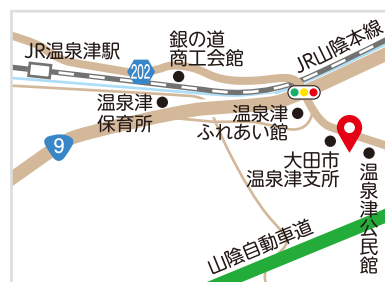 JR温泉津駅
202
銀の道
商工会館
JR山陰本線
温泉津
保育所
温泉津
ふれあい館
9
大田市
温泉津支所
温泉津公民館
山陰自動車道